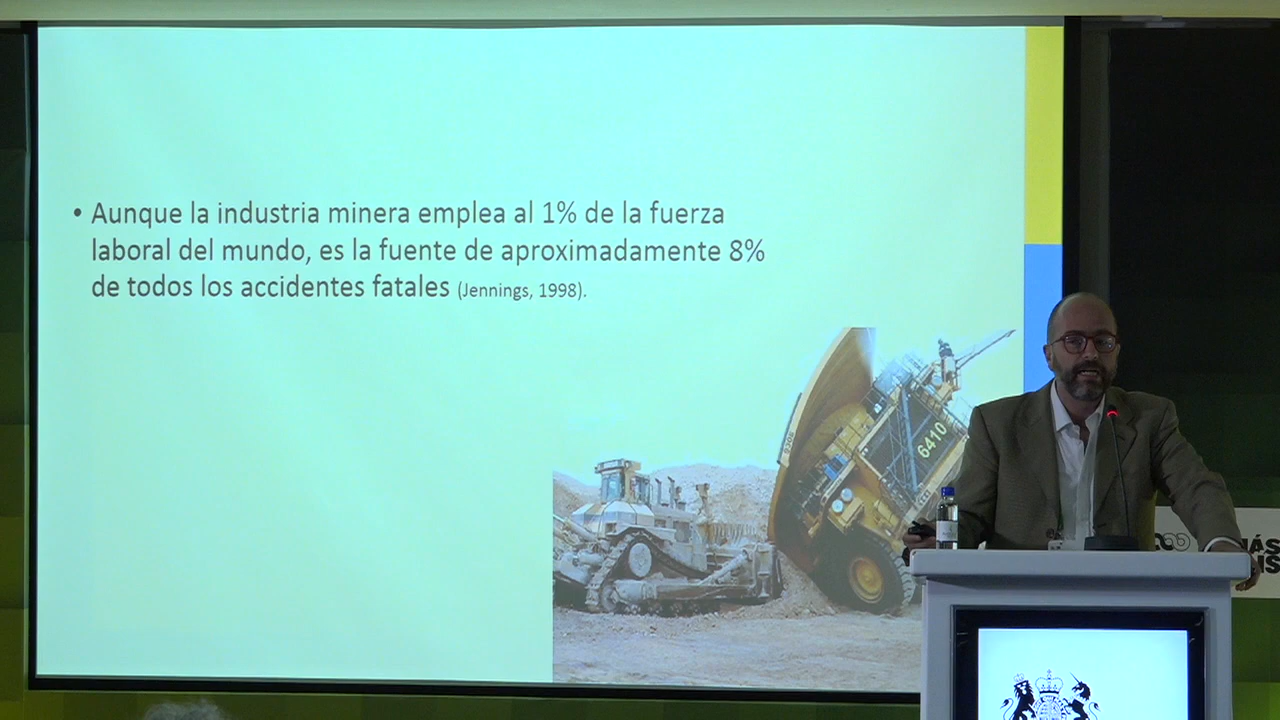 • Aunque la industria minera emplea al 1% de la fuerza
laboral del mundo, es la fuente de aproximadamente 8%
de todos los accidentes fatales (Jennings, 1998).
6410